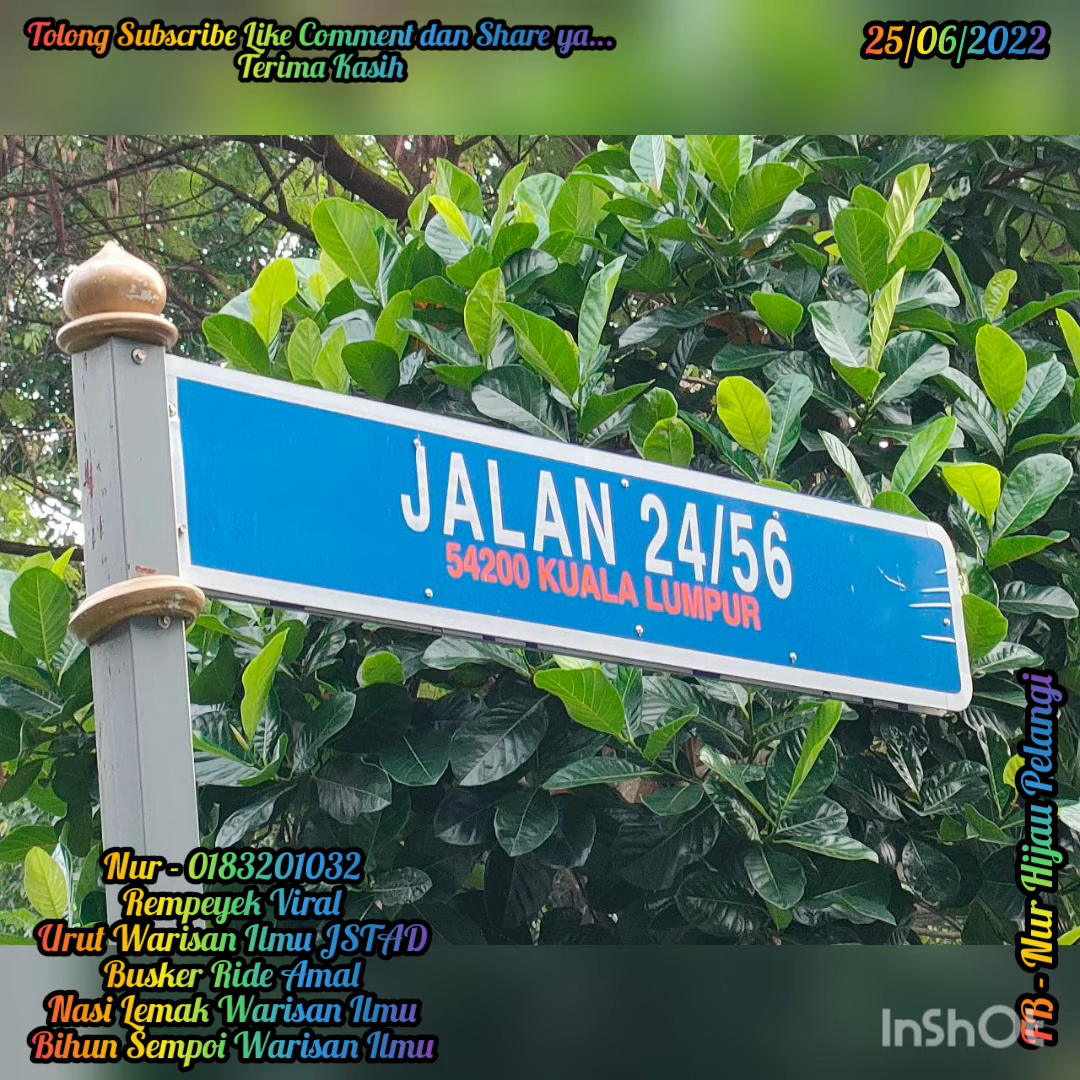 Tolong Subscribe Like Comment dan Share ya...
Terima Kasih
25/06/2022
JALAN 24/56
54200 KUALA LUMPUR
Nur - 0183201032
Rempeyek Viral
Urut Warisan Ilmu JSTAD
Busker Ride Amal
Nasi Lemak Warisan Ilmu
Bihun Sempoi Warisan Ilmu
FB - Nur Hijau Pelangi
InShOt